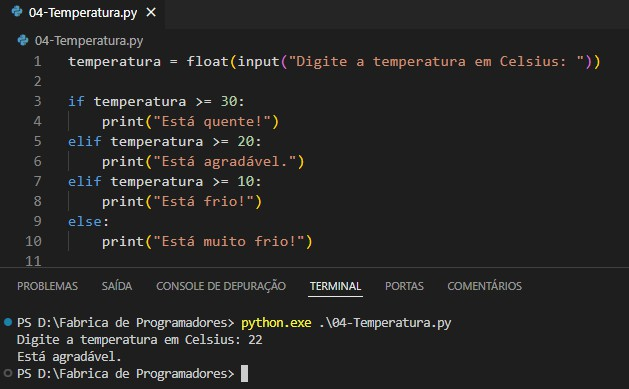 04-Temperatura.py ×
04-Temperatura.py
1 temperatura = float(input("Digite a temperatura em Celsius: "))
2
3 if temperatura >= 30:
4     print("Está quente!")
5 elif temperatura >= 20:
6     print("Está agradável.")
7 elif temperatura >= 10:
8     print("Está frio!")
9 else:
10     print("Está muito frio!")
11
PROBLEMAS SAÍDA CONSOLE DE DEPURAÇÃO TERMINAL PORTAS COMENTÁRIOS
PS D:\Fabrica de Programadores> python.exe .\04-Temperatura.py
Digite a temperatura em Celsius: 22
Está agradável.
PS D:\Fabrica de Programadores>